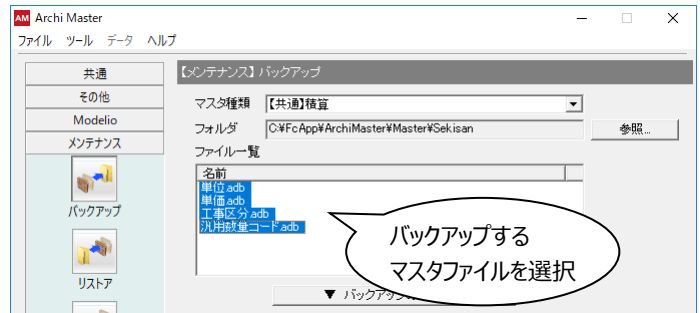 AM Archi Master
ファイル ツール データ ヘルプ
共通
その他
Modelio
メンテナンス
バックアップ
リストア
【メンテナンス】バックアップ
マスタ種類 【共通】積算
フォルダ C:¥FcApp¥ArchiMaster¥Master¥Sekisan 参照...
ファイル一覧
名前
単位.adb
単価.adb
工事区分.adb
汎用数量コード.adb
バックアップする
マスタファイルを選択
▼ バックアップ